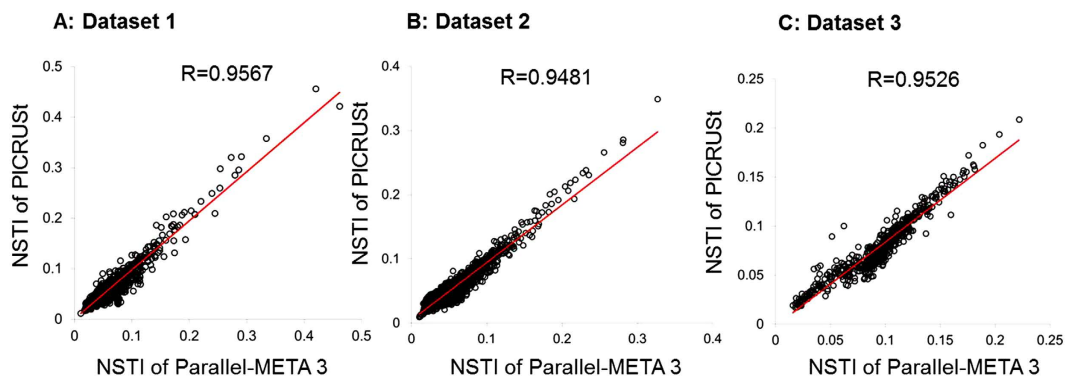 A: Dataset 1
R=0.9567
NSTI of PICRUSt
0.5
0.4
0.3
0.2
0.1
0
0 0.1 0.2 0.3 0.4 0.5
NSTI of Parallel-META 3
B: Dataset 2
R=0.9481
NSTI of PICRUSt
0.4
0.3
0.2
0.1
0
0 0.1 0.2 0.3 0.4
NSTI of Parallel-META 3
C: Dataset 3
R=0.9526
NSTI of PICRUSt
0.25
0.2
0.15
0.1
0.05
0
0 0.05 0.1 0.15 0.2 0.25
NSTI of Parallel-META 3